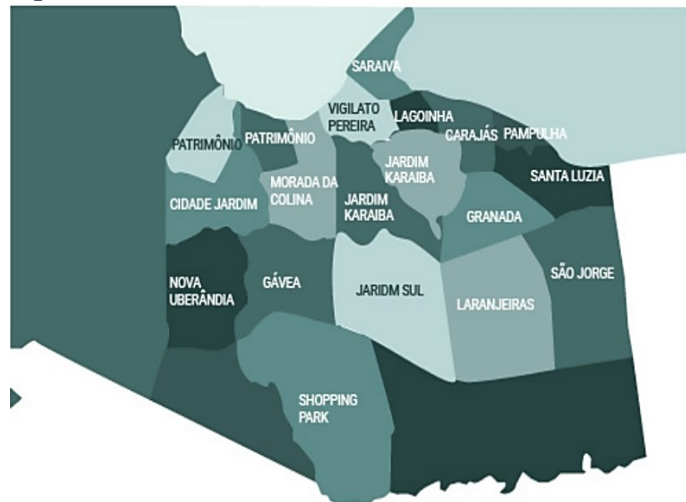 SARAIVA
VIGILATO
PEREIRA
LAGOINHA
PATRIMÔNIO
PATRIMÔNIO
CARAJÁS
PAMPULHA
JARDIM
KARAIBA
SANTA LUZIA
MORADA DA
COLINA
CIDADE JARDIM
JARDIM
KARAIBA
GRANADA
NOVA
UBERÂNDIA
GÁVEA
JARIDM SUL
LARANJEIRAS
SÃO JORGE
SHOPPING
PARK